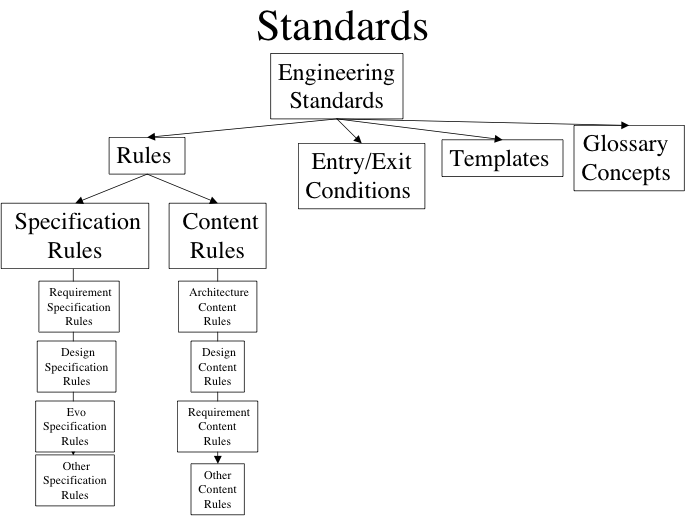 Standards
Engineering
Standards
Rules
Entry/Exit
Conditions
Templates
Glossary
Concepts
Specification
Rules
Content
Rules
Requirement
Specification
Rules
Design
Specification
Rules
Evo
Specification
Rules
Other
Specification
Rules
Architecture
Content
Rules
Design
Content
Rules
Requirement
Content
Rules
Other
Content
Rules